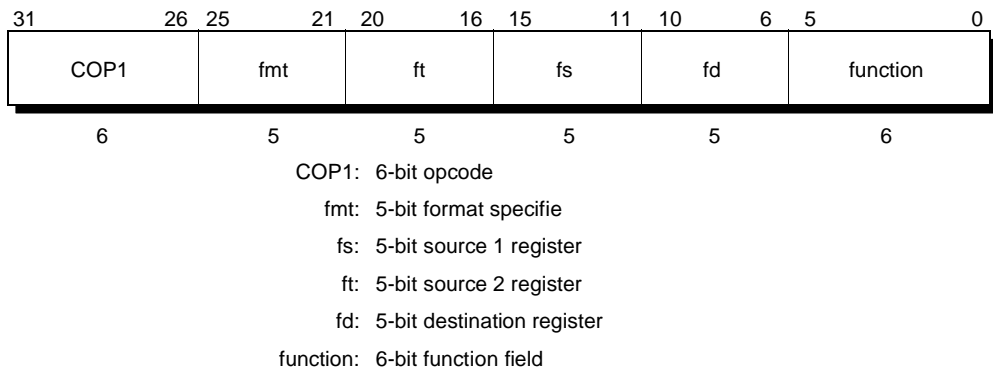 31 26 25 21 20 16 15 11 10 6 5 0
COP1 fmt ft fs fd function
6 5 5 5 5 6
COP1: 6-bit opcode
fmt: 5-bit format specifie
fs: 5-bit source 1 register
ft: 5-bit source 2 register
fd: 5-bit destination register
function: 6-bit function field